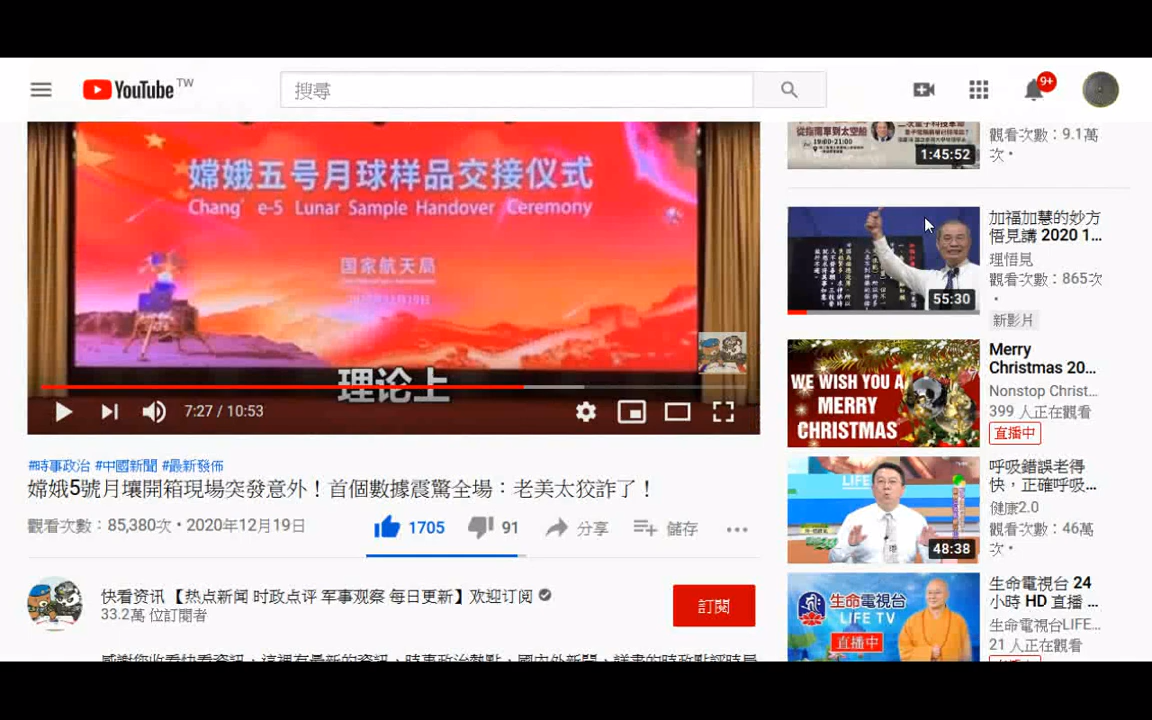 YouTube TW
搜尋
9+
嫦娥五号月球样品交接仪式
Chang'e-5 Lunar Sample Handover Ceremony
国家航天局
理论上
7:27 / 10:53
#時事政治 #中國新聞 #最新發佈
嫦娥5號月壤開箱現場突發意外！首個數據震驚全場：老美太狡詐了！
觀看次數：85,380次 • 2020年12月19日
1705
91
分享
儲存
快看资讯 【热点新闻 时政点评 军事观察 每日更新】欢迎订阅
33.2萬 位訂閱者
訂閱
從指南車到太空船
19:00-21:00
1:45:52
觀看次數：9.1萬
次 •
55:30
加福加慧的妙方
悟見講 2020 1...
理悟見
觀看次數：865次
•
新影片
WE WISH YOU A
MERRY
CHRISTMAS
Merry
Christmas 20...
Nonstop Christ...
399 人正在觀看
直播中
LIFE
48:38
呼吸錯誤老得
快，正確呼吸...
健康2.0
觀看次數：46萬
次 •
生命電視台
LIFE TV
直播中
生命電視台 24
小時 HD 直播 ...
生命電視台LIFE...
21 人正在觀看